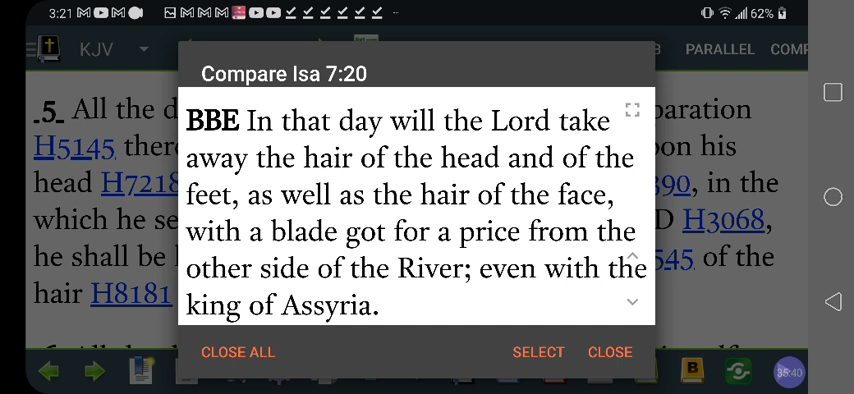 3:21
62%
KJV
PARALLEL
Compare Isa 7:20
BBE In that day will the Lord take
away the hair of the head and of the
feet, as well as the hair of the face,
with a blade got for a price from the
other side of the River; even with the
king of Assyria.
CLOSE ALL SELECT CLOSE
5 All the
H5145
on his
head H7218
390, in the
which he
H3068,
he shall be
545 of the
hair H8181
35:40